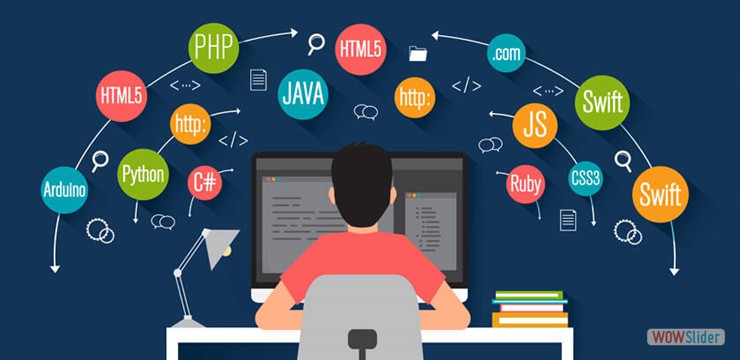 PHP
HTML5
.com
HTML5
JAVA
http:
Swift
http:
JS
Arduino
Python
C#
Ruby
CSS3
Swift
</>
</>
<···>
<···>
WOWSlider